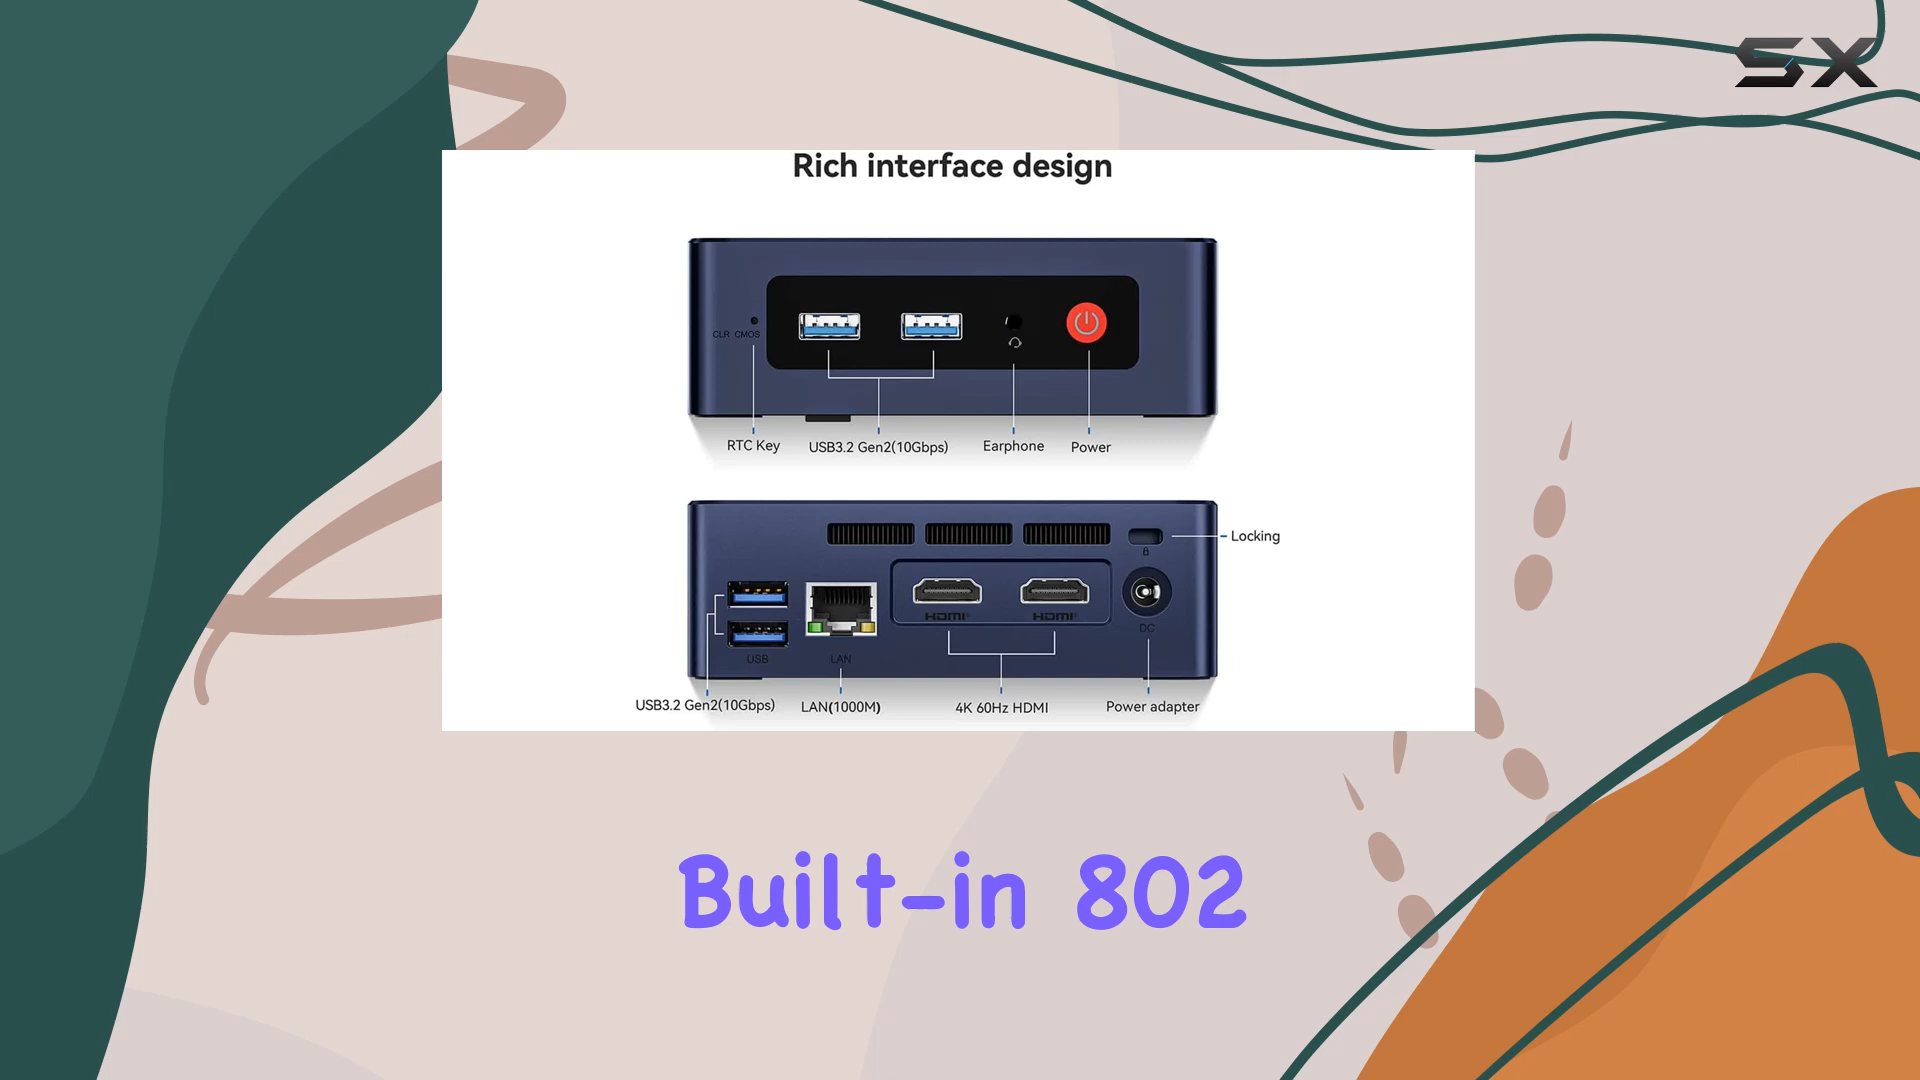 SX
Rich interface design
CLR CMOS
RTC Key
USB3.2 Gen2(10Gbps)
Earphone
Power
Locking
HDMI
HDMI
DC
USB
LAN
USB3.2 Gen2(10Gbps)
LAN(1000M)
4K 60Hz HDMI
Power adapter
Built-in 802